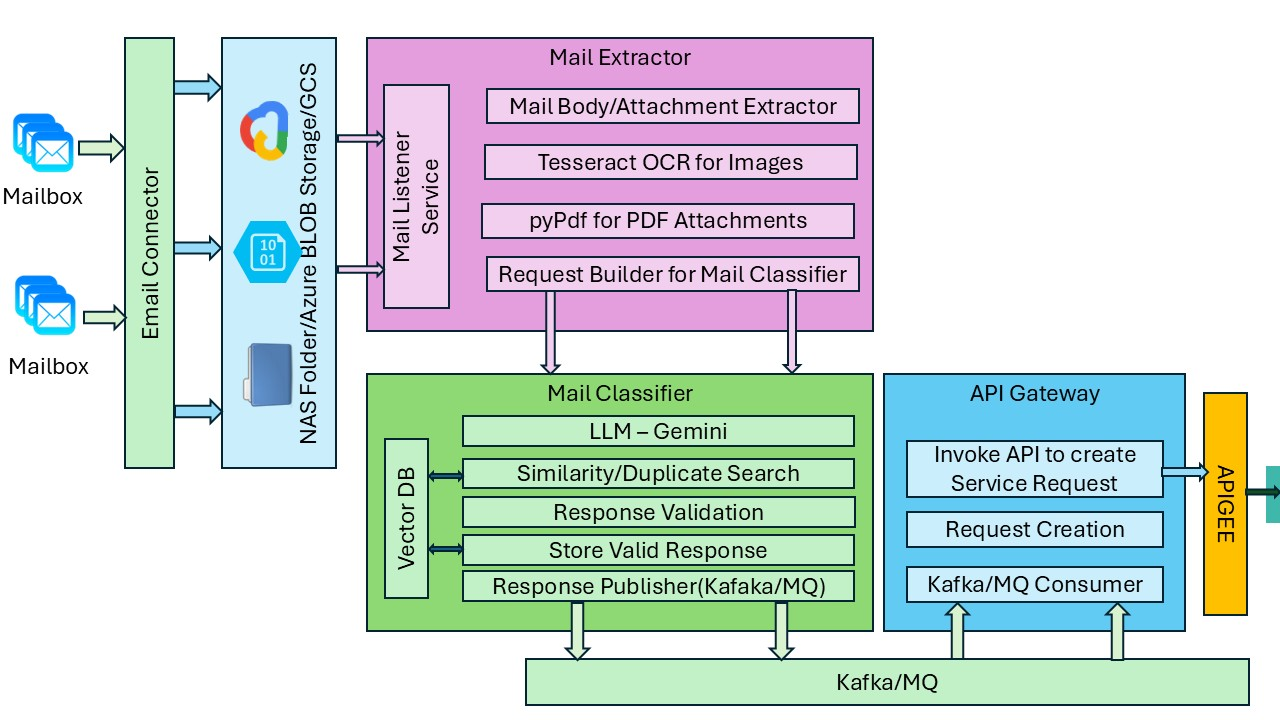 Mailbox
Mailbox
Email Connector
NAS Folder/Azure BLOB Storage/GCS
10
01
Mail Extractor
Mail Listener
Service
Mail Body/Attachment Extractor
Tesseract OCR for Images
pyPdf for PDF Attachments
Request Builder for Mail Classifier
Mail Classifier
Vector DB
LLM – Gemini
Similarity/Duplicate Search
Response Validation
Store Valid Response
Response Publisher(Kafaka/MQ)
API Gateway
Invoke API to create
Service Request
Request Creation
Kafka/MQ Consumer
APIGEE
Kafka/MQ